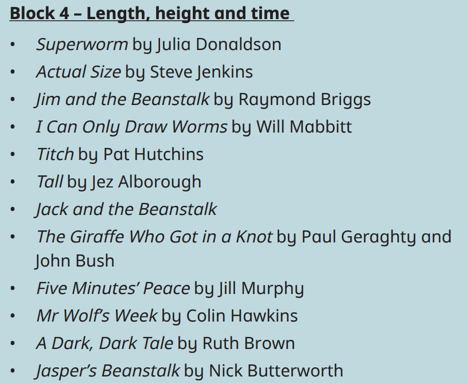 Block 4 – Length, height and time
• Superworm by Julia Donaldson
• Actual Size by Steve Jenkins
• Jim and the Beanstalk by Raymond Briggs
• I Can Only Draw Worms by Will Mabbitt
• Titch by Pat Hutchins
• Tall by Jez Alborough
• Jack and the Beanstalk
• The Giraffe Who Got in a Knot by Paul Geraghty and
John Bush
• Five Minutes’ Peace by Jill Murphy
• Mr Wolf’s Week by Colin Hawkins
• A Dark, Dark Tale by Ruth Brown
• Jasper’s Beanstalk by Nick Butterworth